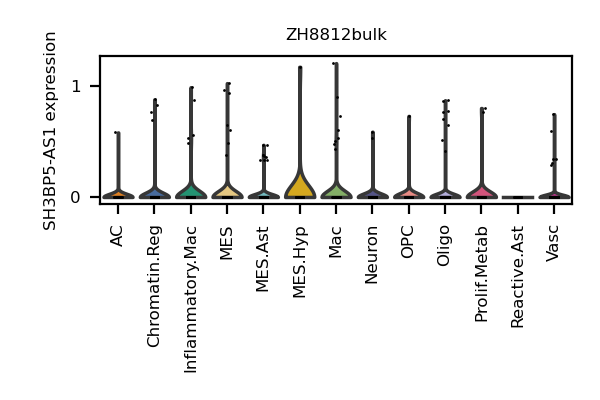 ZH8812bulk
SH3BP5-AS1 expression
1
0
AC
Chromatin.Reg
Inflammatory.Mac
MES
MES.Ast
MES.Hyp
Mac
Neuron
OPC
Oligo
Prolif.Metab
Reactive.Ast
Vasc